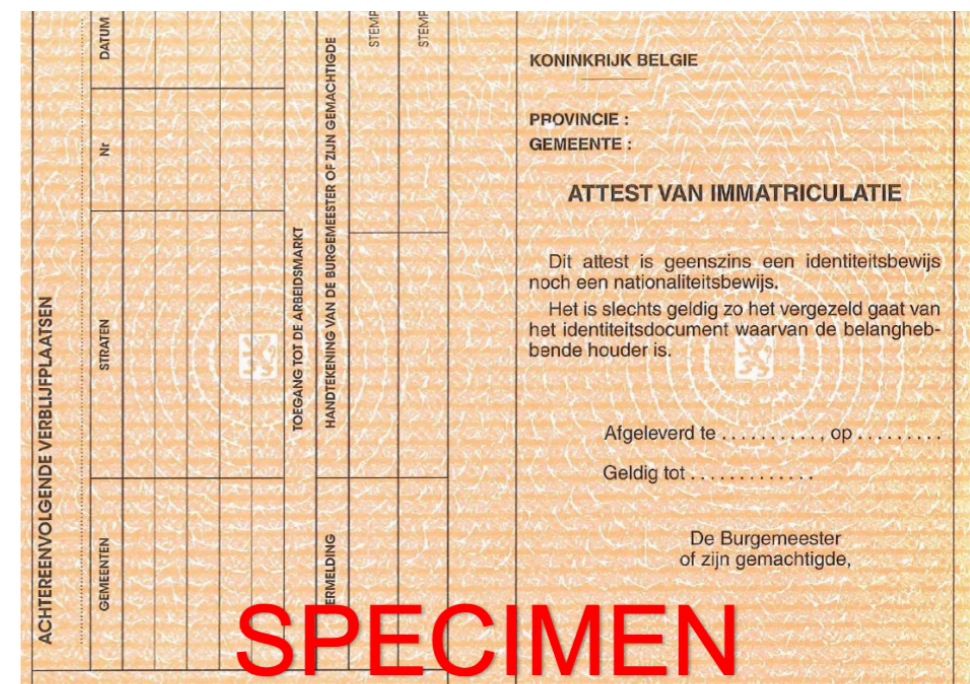 ACHTEREENVOLGENDE VERBLIJFPLAATSEN
GEMEENTEN
STRATEN
Nr
DATUM
TOEGANG TOT DE ARBEIDSMARKT
HANDTEKENING VAN DE BURGEMEESTER OF ZIJN GEMACHTIGDE
KONINKRIJK BELGIE
PROVINCIE :
GEMEENTE :
ATTEST VAN IMMATRICULATIE
Dit attest is geenszins een identiteitsbewijs
noch een nationaliteitsbewijs.
Het is slechts geldig zo het vergezeld gaat van
het identiteitsdocument waarvan de belangheb-
bende houder is.
Afgeleverd te . . . . . . . . . . , op . . . . . . . . .
Geldig tot . . . . . . . . . . . . .
De Burgemeester
of zijn gemachtigde,
SPECIMEN